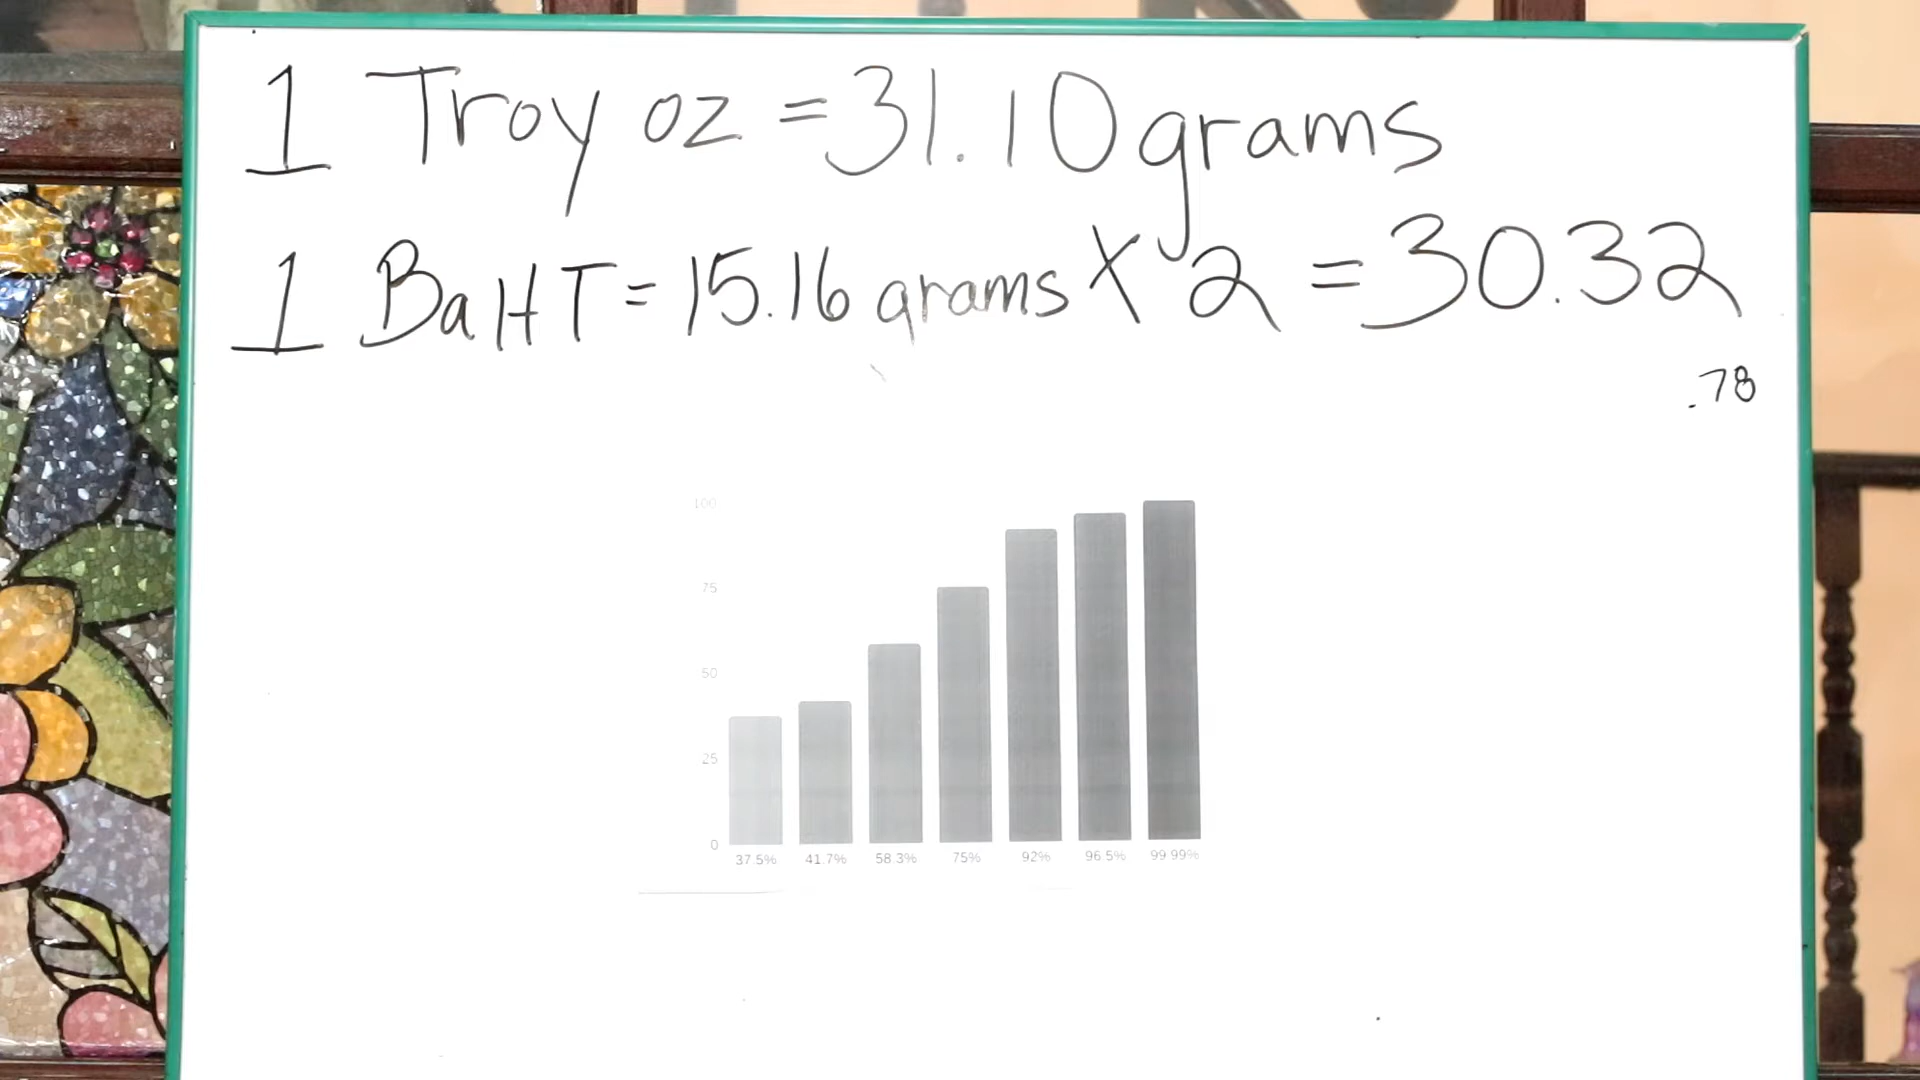 1 Troy oz = 31.10 grams
1 BaHT = 15.16 grams X 2 = 30.32
.78
100
75
50
25
0
37.5% 41.7% 58.3% 75% 92% 96.5% 99.99%